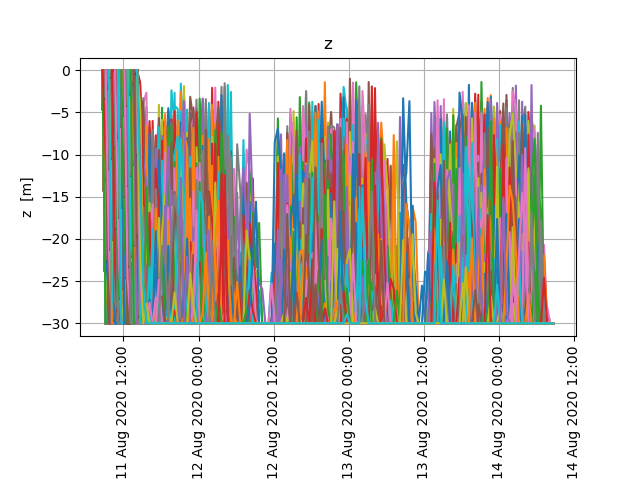 z
0
−5
−10
−15
−20
−25
−30
z [m]
11 Aug 2020 12:00
12 Aug 2020 00:00
12 Aug 2020 12:00
13 Aug 2020 00:00
13 Aug 2020 12:00
14 Aug 2020 00:00
14 Aug 2020 12:00